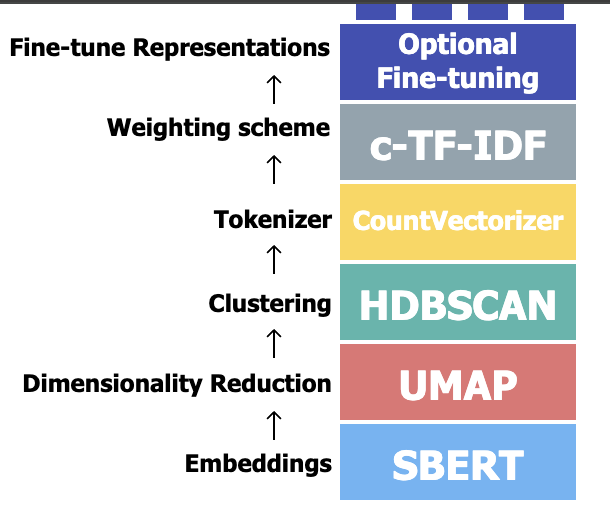 Fine-tune Representations
Optional
Fine-tuning
Weighting scheme
c-TF-IDF
Tokenizer
CountVectorizer
Clustering
HDBSCAN
Dimensionality Reduction
UMAP
Embeddings
SBERT